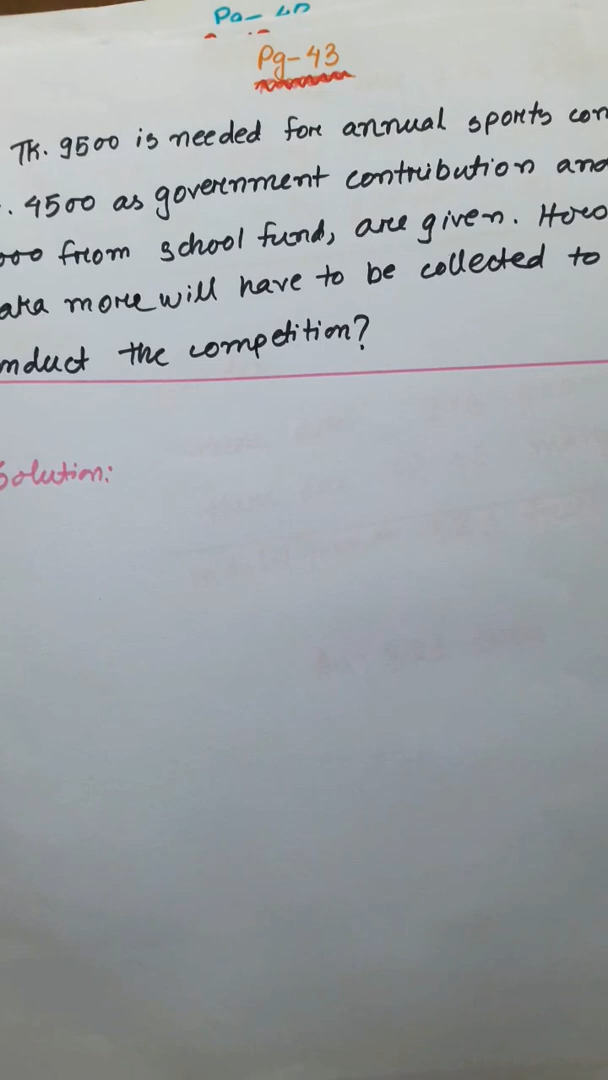 Pg-43
Tk. 9500 is needed for annual sports con
. 4500 as government contribution and
000 from school fund, are given. How
aka more will have to be collected to
nduct the competition?
Solution: